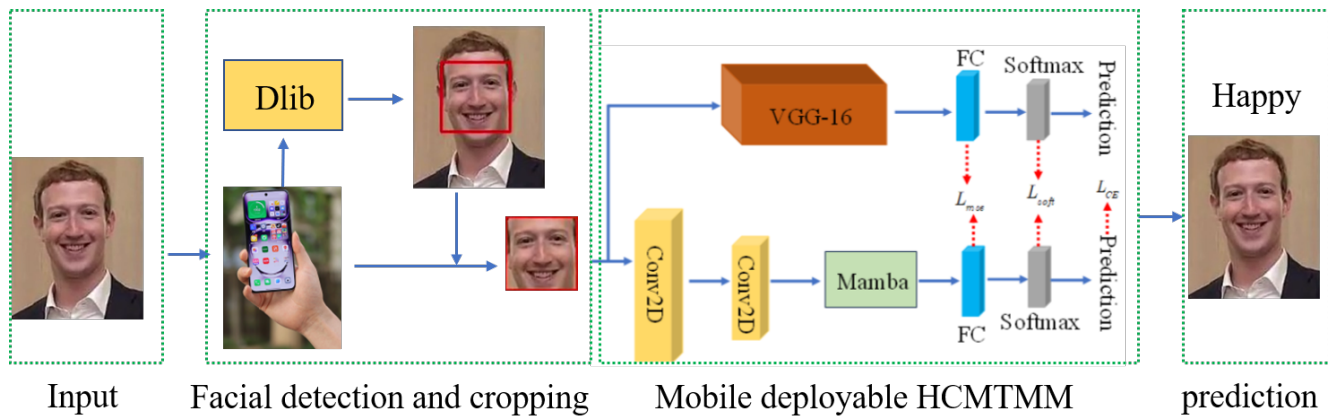 Dlib
VGG-16
FC
Softmax
Prediction
Happy
L_mse
L_soft
L_CE
Conv2D
Conv2D
Mamba
FC
Softmax
Prediction
Input
Facial detection and cropping
Mobile deployable HCMTMM
prediction